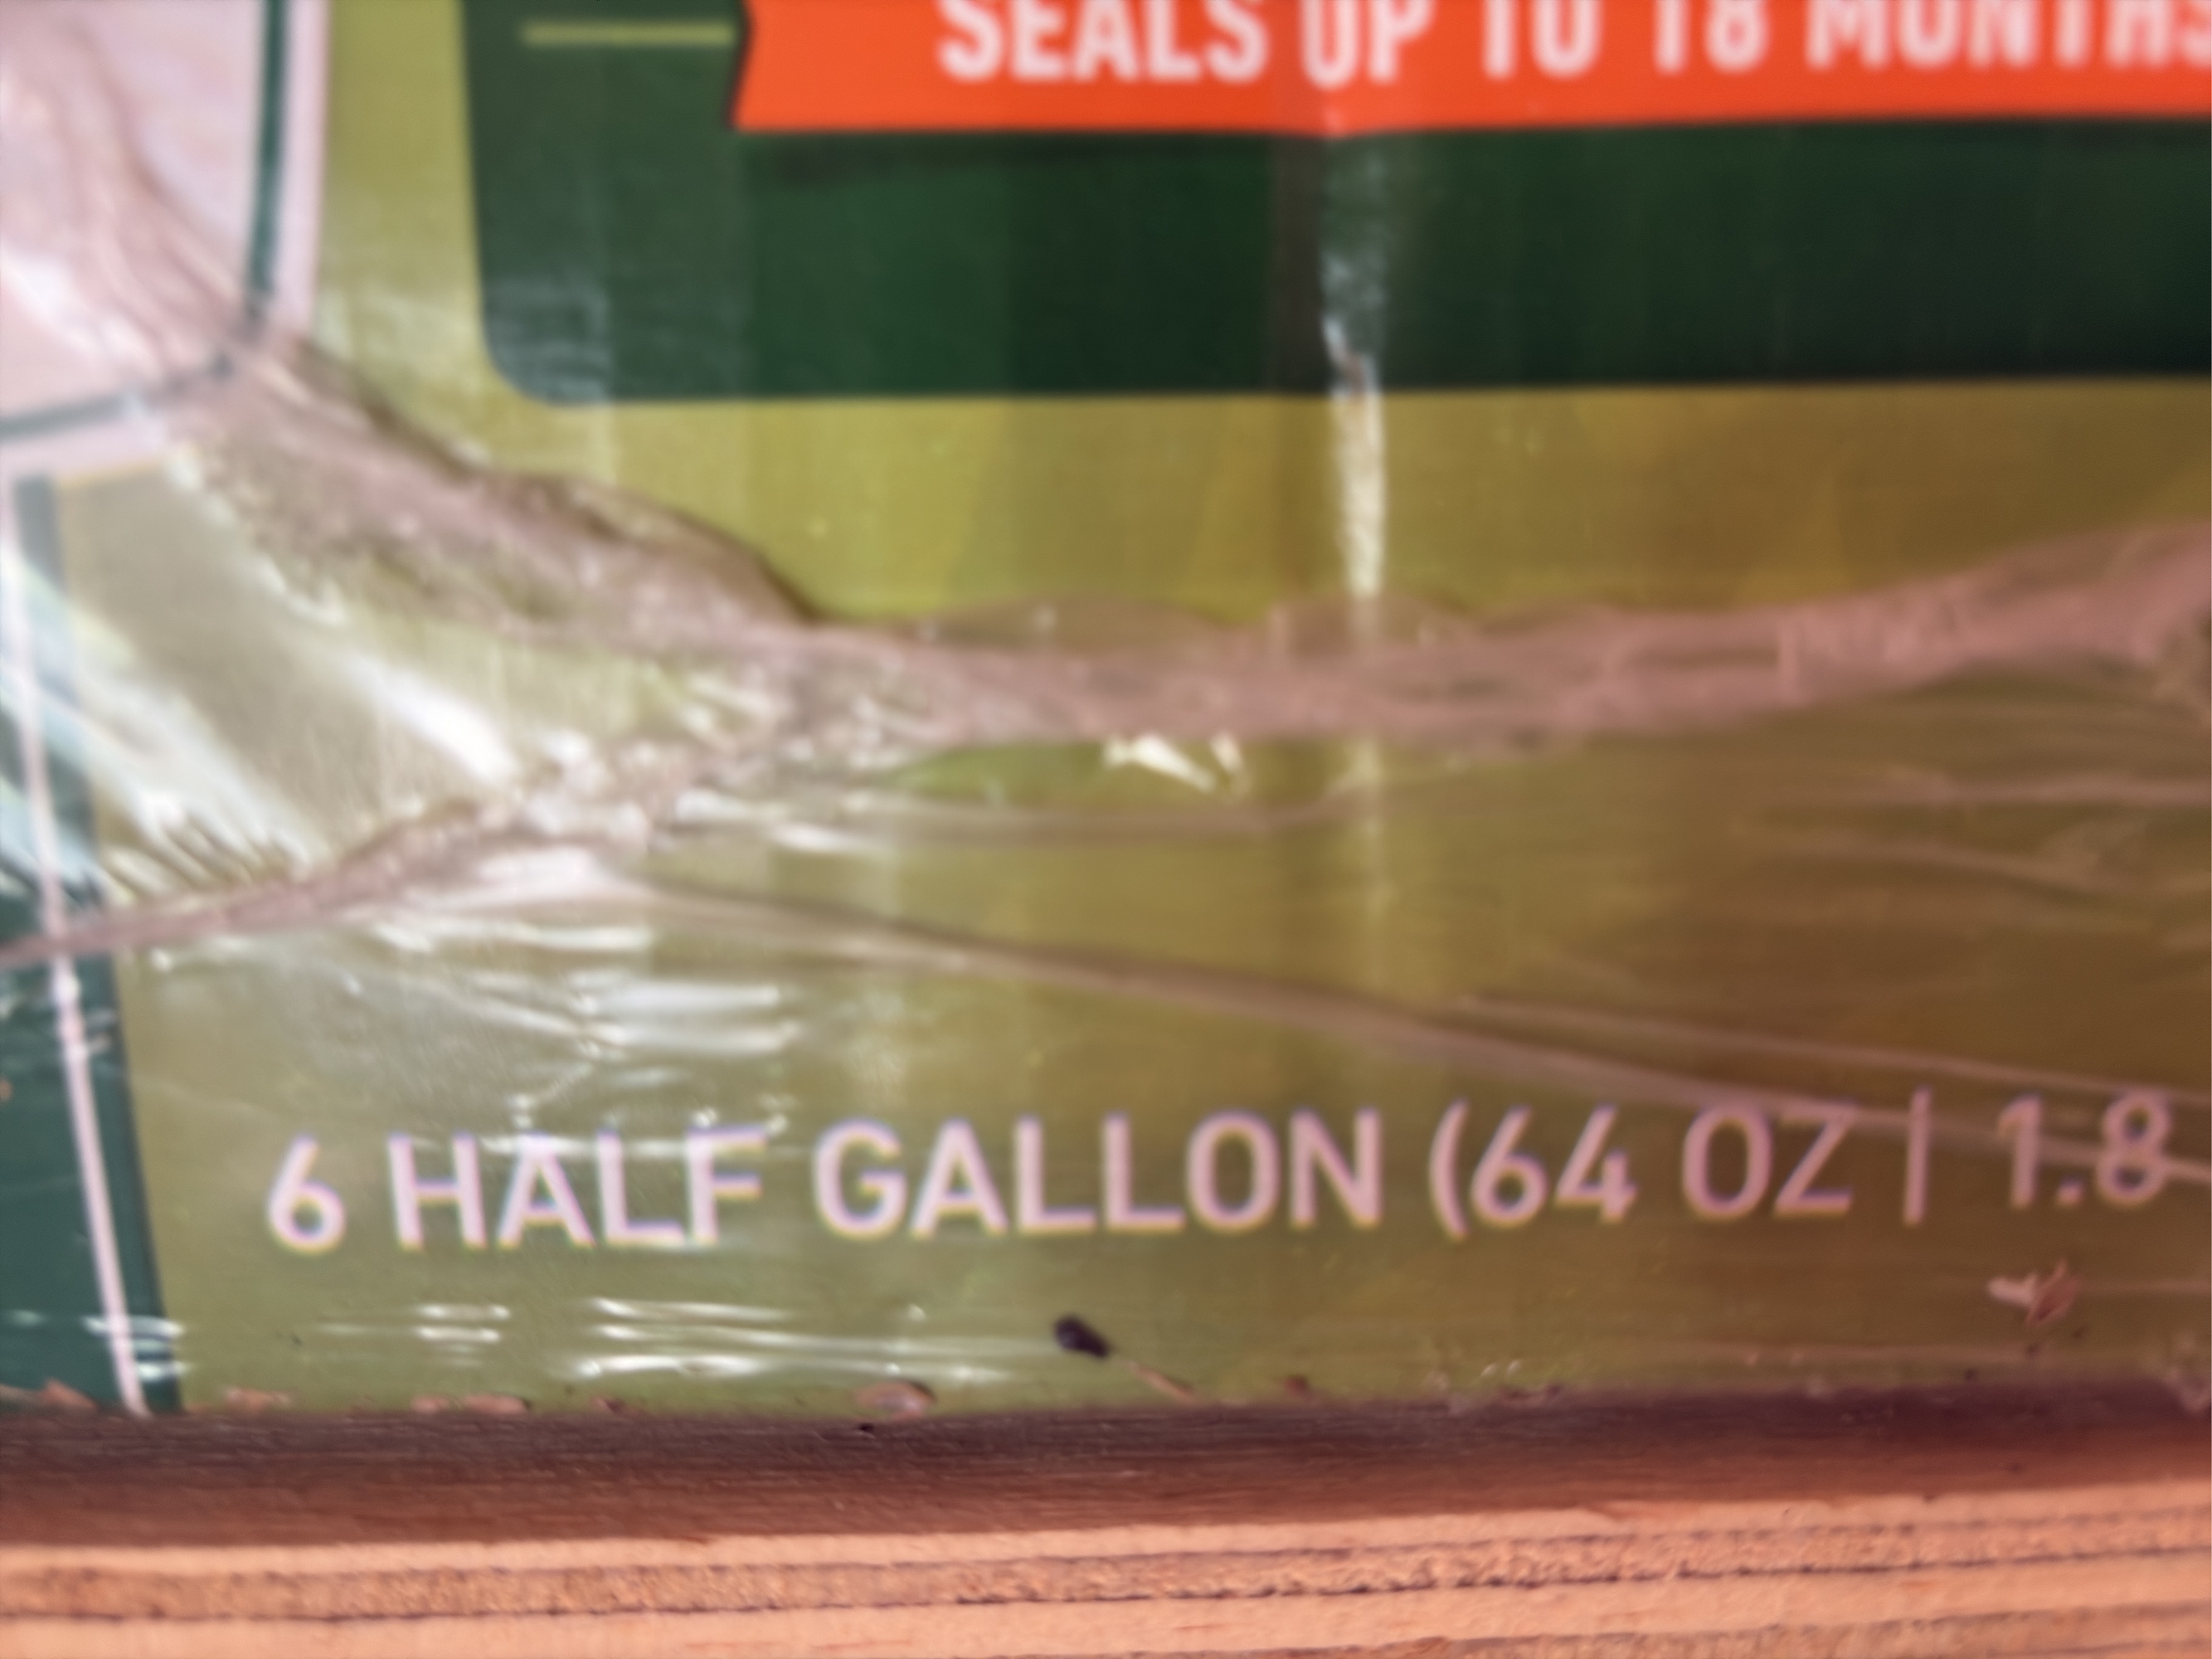 SEALS UP TO 18 MONTHS
6 HALF GALLON (64 OZ | 1.8